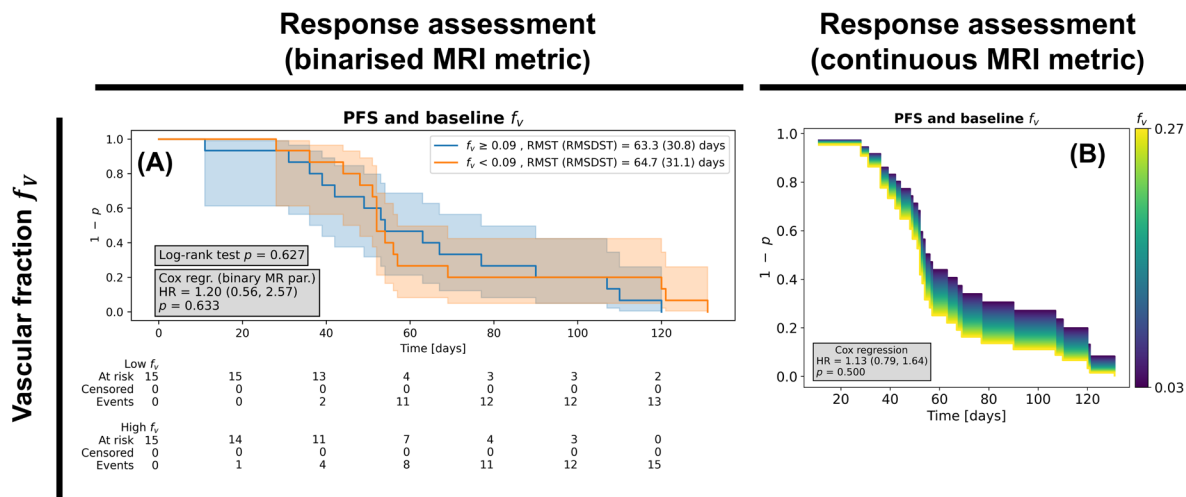 Response assessment
(binarised MRI metric)
Response assessment
(continuous MRI metric)
Vascular fraction fv
PFS and baseline fv
(A)
fv ≥ 0.09 , RMST (RMSDST) = 63.3 (30.8) days
fv < 0.09 , RMST (RMSDST) = 64.7 (31.1) days
1.0
0.8
0.6
0.4
0.2
0.0
1 − p
Log-rank test p = 0.627
Cox regr. (binary MR par.)
HR = 1.20 (0.56, 2.57)
p = 0.633
0 20 40 60 80 100 120
Time [days]
Low fv
At risk 15 15 13 4 3 3 2
Censored 0 0 0 0 0 0 0
Events 0 0 2 11 12 12 13
High fv
At risk 15 14 11 7 4 3 0
Censored 0 0 0 0 0 0 0
Events 0 1 4 8 11 12 15
PFS and baseline fv
(B)
1.0
0.8
0.6
0.4
0.2
0.0
1 − p
Cox regression
HR = 1.13 (0.79, 1.64)
p = 0.500
20 40 60 80 100 120
Time [days]
fv
0.27
0.03